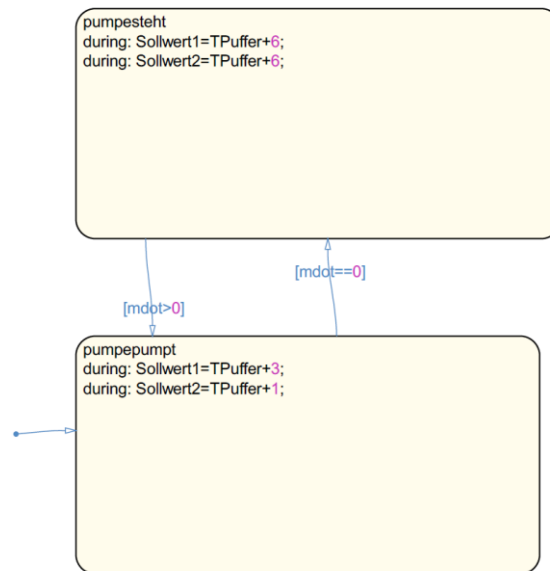 pumpesteht
during: Sollwert1=TPuffer+6;
during: Sollwert2=TPuffer+6;
[mdot==0]
[mdot>0]
pumpepumpt
during: Sollwert1=TPuffer+3;
during: Sollwert2=TPuffer+1;